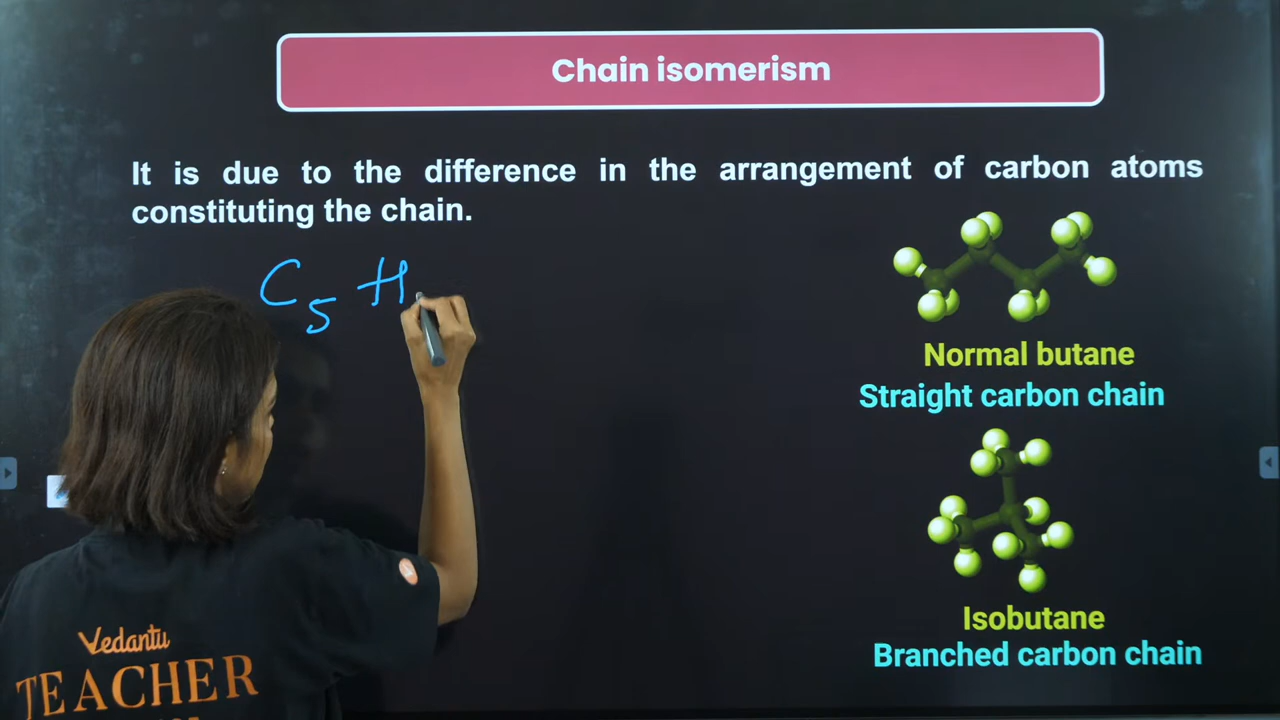 Chain isomerism
It is due to the difference in the arrangement of carbon atoms
constituting the chain.
C5 H
Normal butane
Straight carbon chain
Isobutane
Branched carbon chain
Vedantu
TEACHER